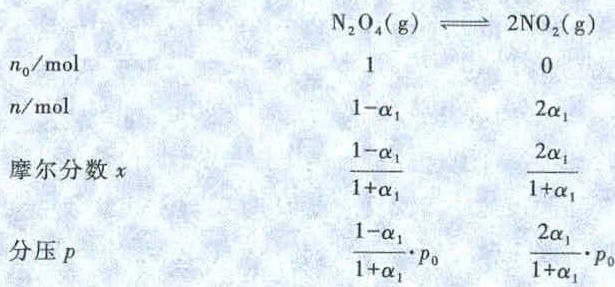 N₂O₄(g) ⇌ 2NO₂(g)
n₀/mol 1 0
n/mol 1-α₁ 2α₁
摩尔分数 x (1-α₁)/(1+α₁) 2α₁/(1+α₁)
分压 p (1-α₁)/(1+α₁)·p₀ 2α₁/(1+α₁)·p₀